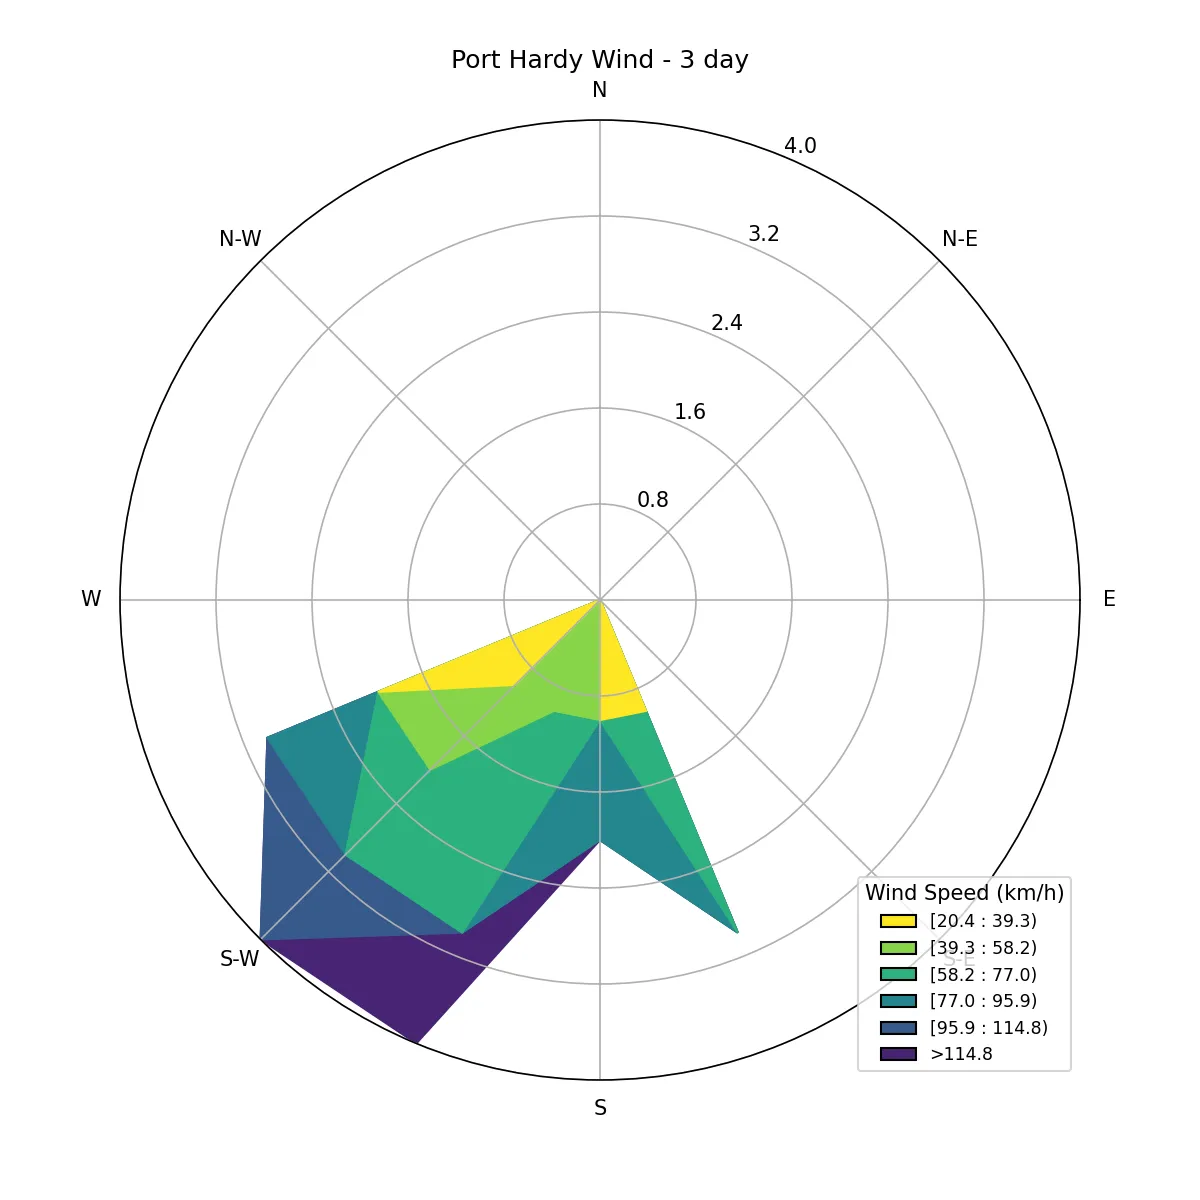 Port Hardy Wind - 3 day
N
4.0
N-W
3.2
N-E
2.4
1.6
0.8
W
E
Wind Speed (km/h)
[20.4 : 39.3)
[39.3 : 58.2)
S-W
S-E
[58.2 : 77.0)
[77.0 : 95.9)
[95.9 : 114.8)
>114.8
S